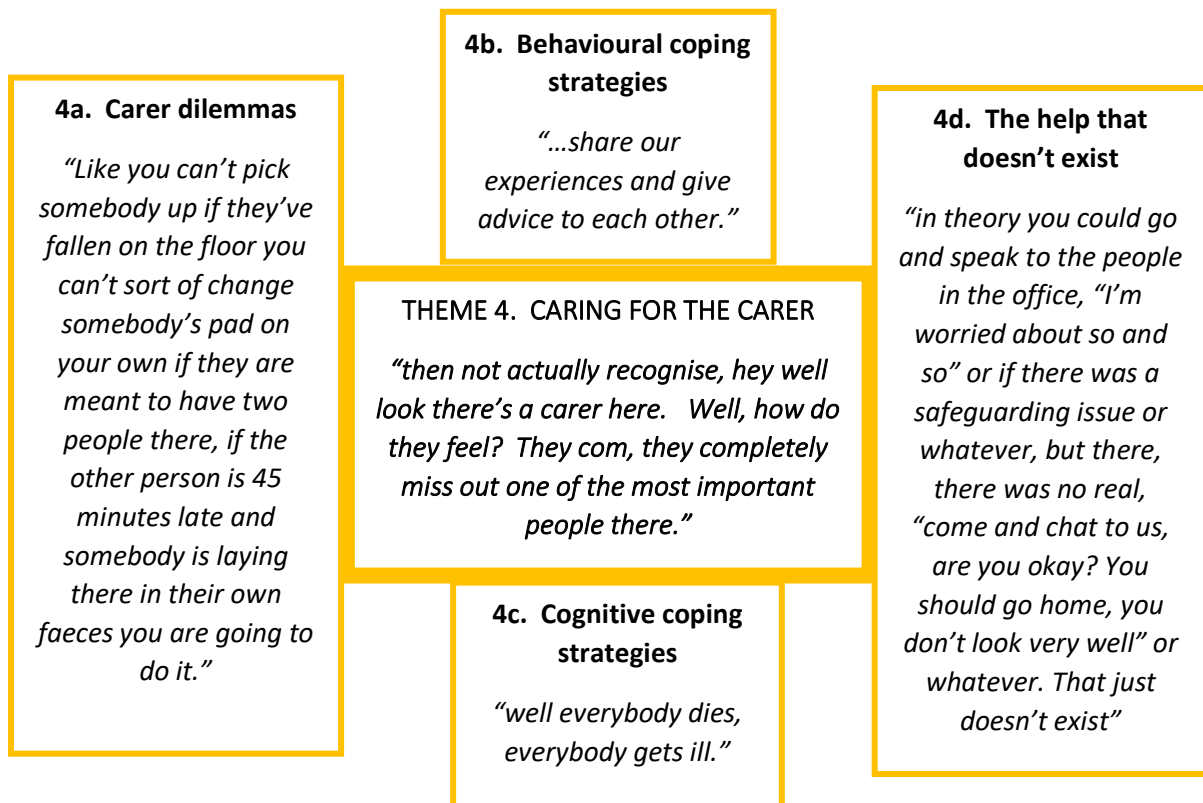 4a. Carer dilemmas
“Like you can’t pick
somebody up if they’ve
fallen on the floor you
can’t sort of change
somebody’s pad on
your own if they are
meant to have two
people there, if the
other person is 45
minutes late and
somebody is laying
there in their own
faeces you are going to
do it.”
4b. Behavioural coping
strategies
“…share our
experiences and give
advice to each other.”
THEME 4. CARING FOR THE CARER
“then not actually recognise, hey well
look there’s a carer here. Well, how do
they feel? They com, they completely
miss out one of the most important
people there.”
4c. Cognitive coping
strategies
“well everybody dies,
everybody gets ill.”
4d. The help that
doesn’t exist
“in theory you could go
and speak to the people
in the office, “I’m
worried about so and
so” or if there was a
safeguarding issue or
whatever, but there,
there was no real,
“come and chat to us,
are you okay? You
should go home, you
don’t look very well” or
whatever. That just
doesn’t exist”